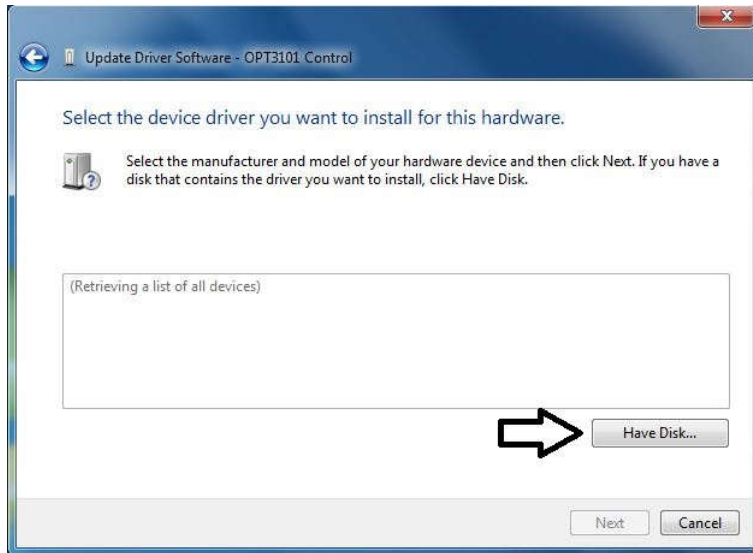 Update Driver Software - OPT3101 Control
Select the device driver you want to install for this hardware.
Select the manufacturer and model of your hardware device and then click Next. If you have a
disk that contains the driver you want to install, click Have Disk.
(Retrieving a list of all devices)
Have Disk...
Next
Cancel